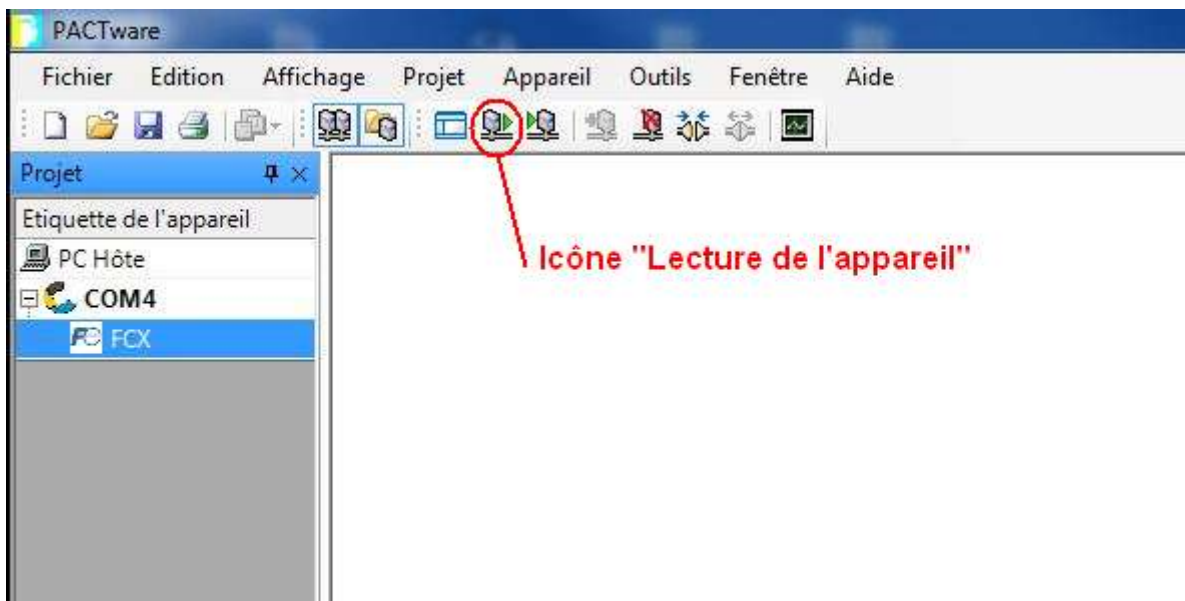 PACTware
Fichier Edition Affichage Projet Appareil Outils Fenêtre Aide
Projet
Etiquette de l'appareil
PC Hôte
COM4
FCX
Icône "Lecture de l'appareil"